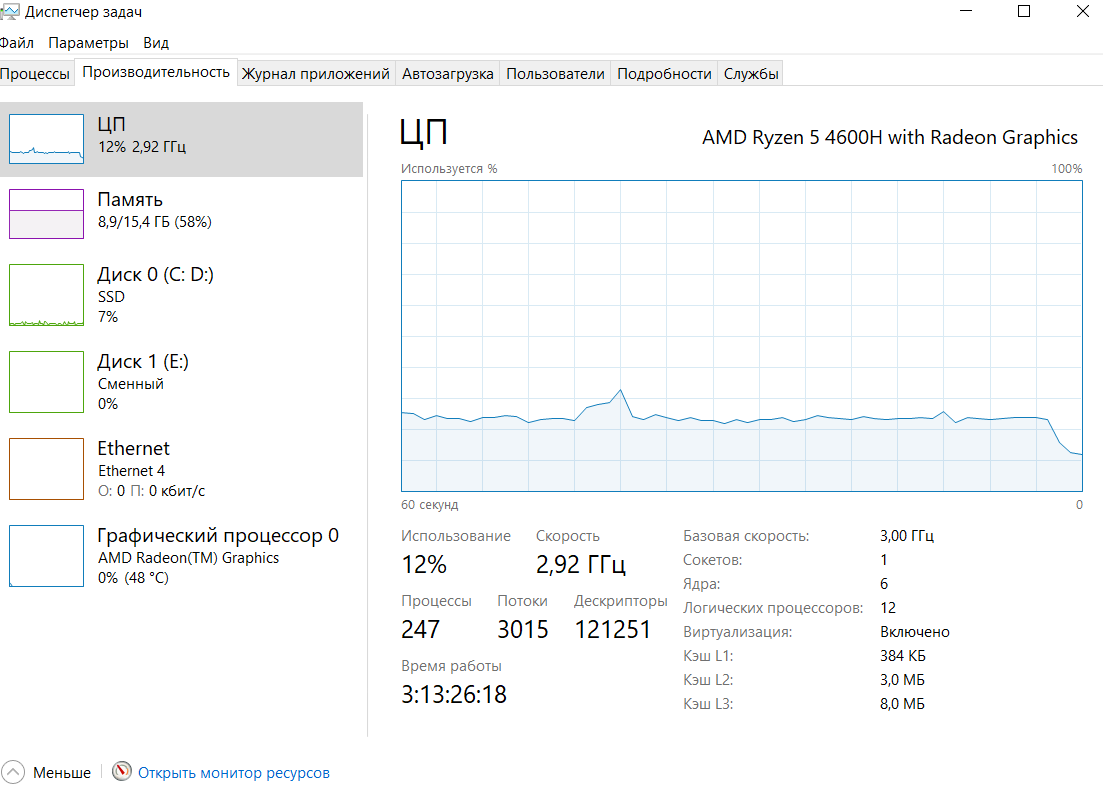 Диспетчер задач
Файл Параметры Вид
Процессы Производительность Журнал приложений Автозагрузка Пользователи Подробности Службы
ЦП
12% 2,92 ГГц
Память
8,9/15,4 ГБ (58%)
Диск 0 (C: D:)
SSD
7%
Диск 1 (E:)
Сменный
0%
Ethernet
Ethernet 4
О: 0 П: 0 кбит/с
Графический процессор 0
AMD Radeon(TM) Graphics
0% (48 °C)
ЦП
AMD Ryzen 5 4600H with Radeon Graphics
Используется % 100%
60 секунд 0
Использование Скорость
12% 2,92 ГГц
Процессы Потоки Дескрипторы
247 3015 121251
Время работы
3:13:26:18
Базовая скорость: 3,00 ГГц
Сокетов: 1
Ядра: 6
Логических процессоров: 12
Виртуализация: Включено
Кэш L1: 384 КБ
Кэш L2: 3,0 МБ
Кэш L3: 8,0 МБ
Меньше Открыть монитор ресурсов